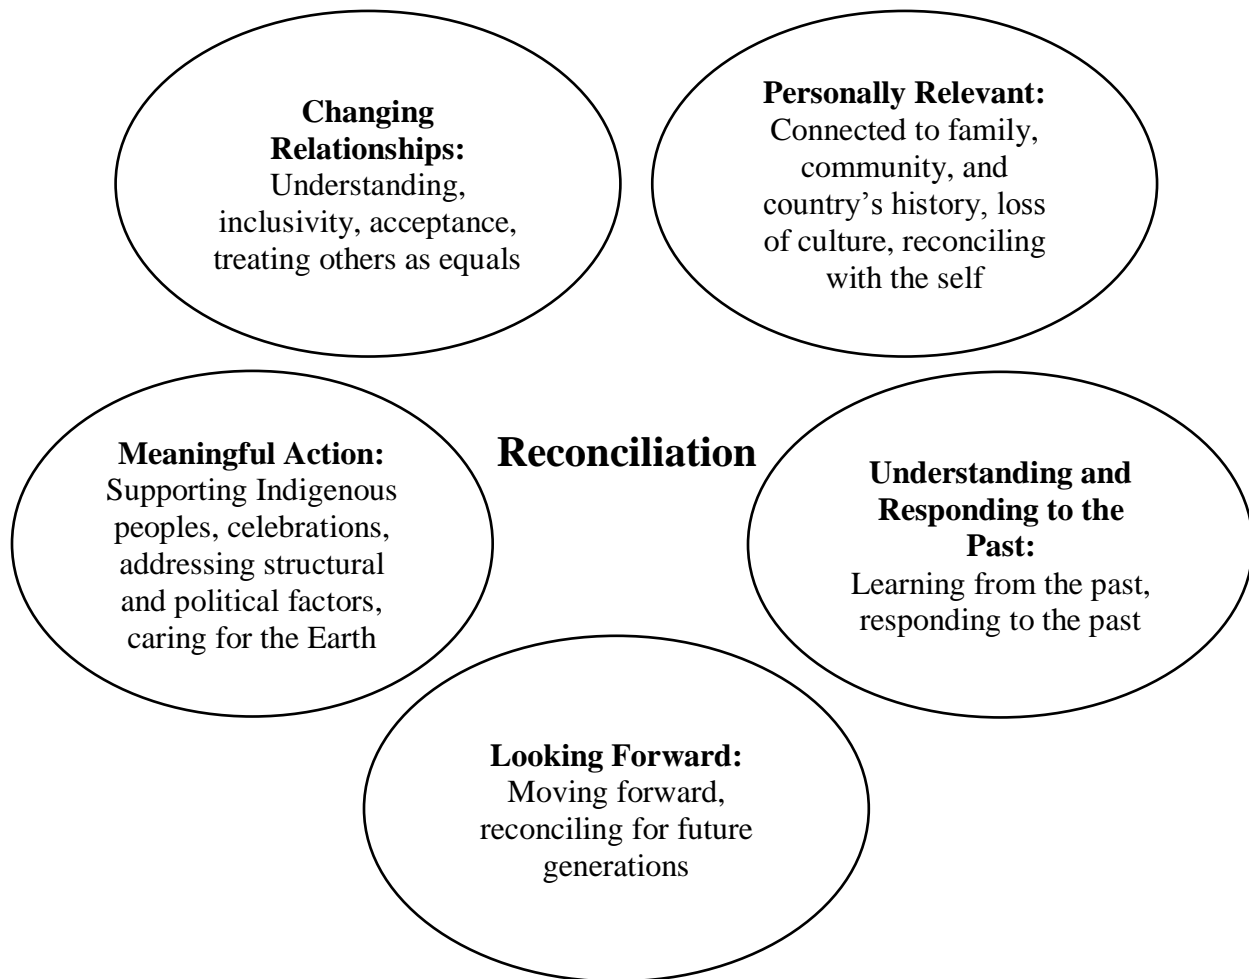 Changing
Relationships:
Understanding,
inclusivity, acceptance,
treating others as equals
Personally Relevant:
Connected to family,
community, and
country’s history, loss
of culture, reconciling
with the self
Meaningful Action:
Supporting Indigenous
peoples, celebrations,
addressing structural
and political factors,
caring for the Earth
Reconciliation
Understanding and
Responding to the
Past:
Learning from the past,
responding to the past
Looking Forward:
Moving forward,
reconciling for future
generations